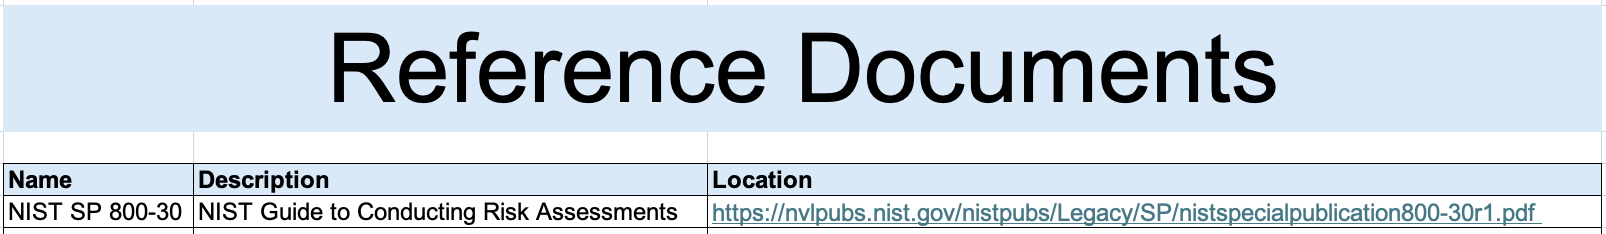 Reference Documents
Name Description Location
NIST SP 800-30 NIST Guide to Conducting Risk Assessments https://nvlpubs.nist.gov/nistpubs/Legacy/SP/nistspecialpublication800-30r1.pdf